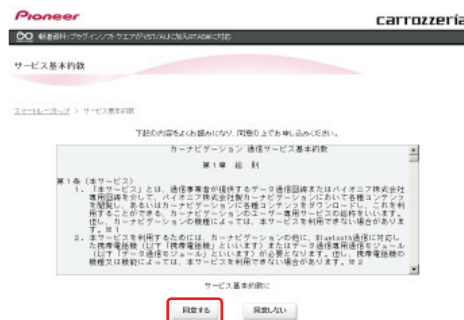 Pioneer
carrozzeria
サービス基本約款
スマートループ > サービス基本約款
下記の内容をよくお読みになり、同意の上でお申し込みください。
カーナビゲーション 通信サービス基本約款
第1章 総 則
第1条(本サービス)
1.「本サービス」とは、通信事業者が提供するデータ通信回線またはパイオニア株式会社
専用回線を介して、パイオニア株式会社製カーナビゲーションにおいて各種コンテンツ
を閲覧し、あるいはカーナビゲーションに各種コンテンツをダウンロードし、これを利
用することができる、カーナビゲーションのユーザー専用サービスの総称をいいます。
但し、カーナビゲーションの機種によっては、本サービスを利用できない場合がありま
す。※1
2.本サービスを利用するためには、カーナビゲーションの他に、Bluetooth通信に対応し
た携帯電話機(以下「携帯電話機」といいます)またはデータ通信専用通信モジュール
(以下「データ通信モジュール」といいます)が必要となります。但し、携帯電話機の
機種又は機能によっては、本サービスを利用できない場合があります。※2
サービス基本約款に
同意する
同意しない